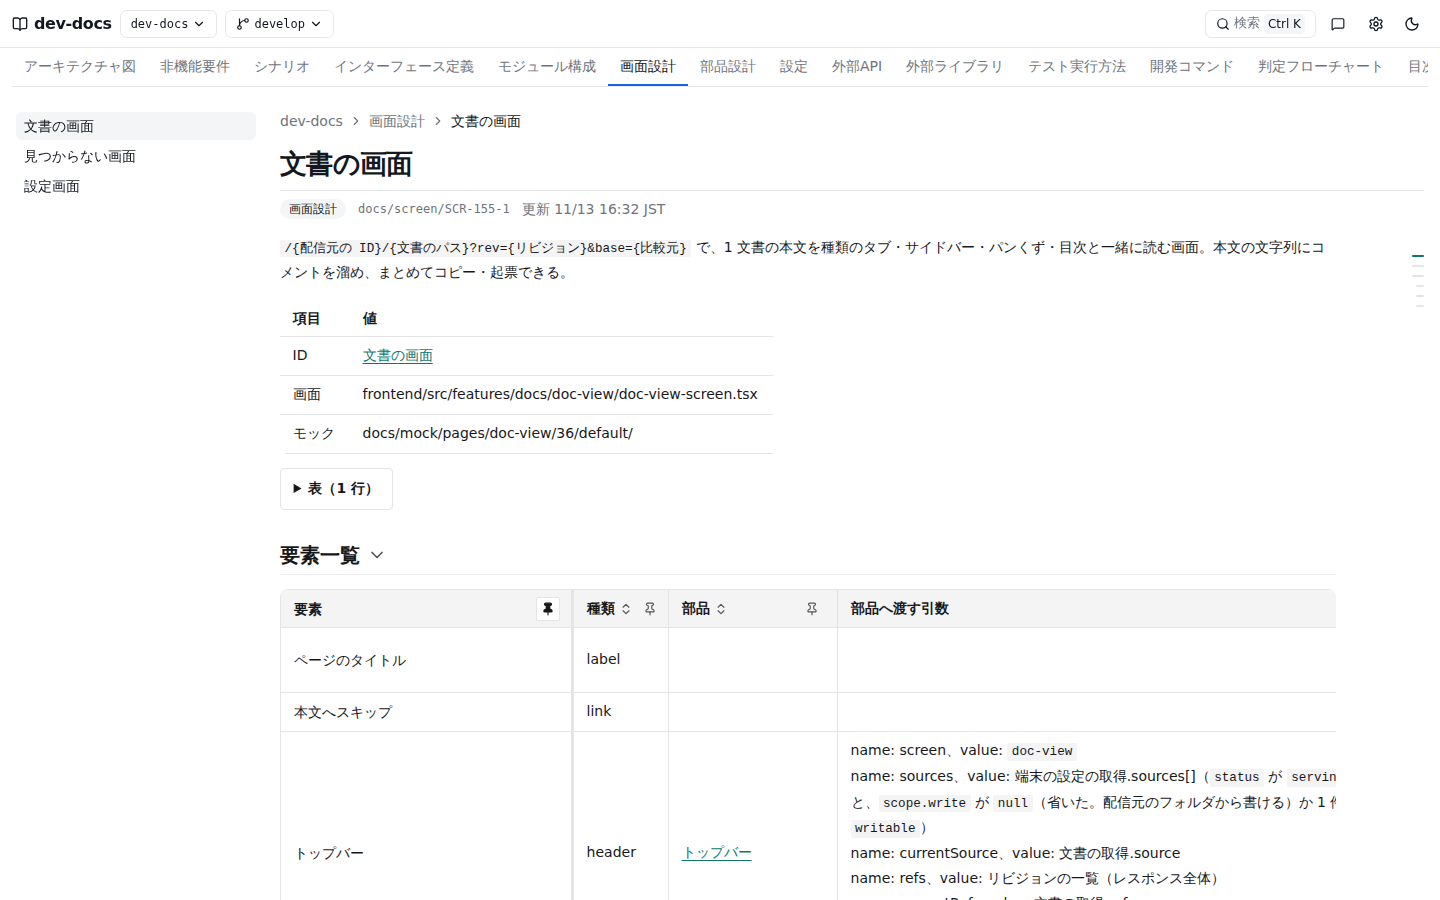 dev-docs
dev-docs
develop
検索 Ctrl K
アーキテクチャ図 非機能要件 シナリオ インターフェース定義 モジュール構成 画面設計 部品設計 設定 外部API 外部ライブラリ テスト実行方法 開発コマンド 判定フローチャート 目次
文書の画面
見つからない画面
設定画面
dev-docs > 画面設計 > 文書の画面
文書の画面
画面設計 docs/screen/SCR-155-1 更新 11/13 16:32 JST
/{配信元の ID}/{文書のパス}?rev={リビジョン}&base={比較元} で、1 文書の本文を種類のタブ・サイドバー・パンくず・目次と一緒に読む画面。本文の文字列にコ
メントを溜め、まとめてコピー・起票できる。
項目 値
ID 文書の画面
画面 frontend/src/features/docs/doc-view/doc-view-screen.tsx
モック docs/mock/pages/doc-view/36/default/
表（1 行）
要素一覧
要素 種類 部品 部品へ渡す引数
ページのタイトル label
本文へスキップ link
トップバー header トップバー
name: screen、value: doc-view
name: sources、value: 端末の設定の取得.sources[]（status が servin
と、scope.write が null（省いた。配信元のフォルダから書ける）か 1 件
writable）
name: currentSource、value: 文書の取得.source
name: refs、value: リビジョンの一覧（レスポンス全体）